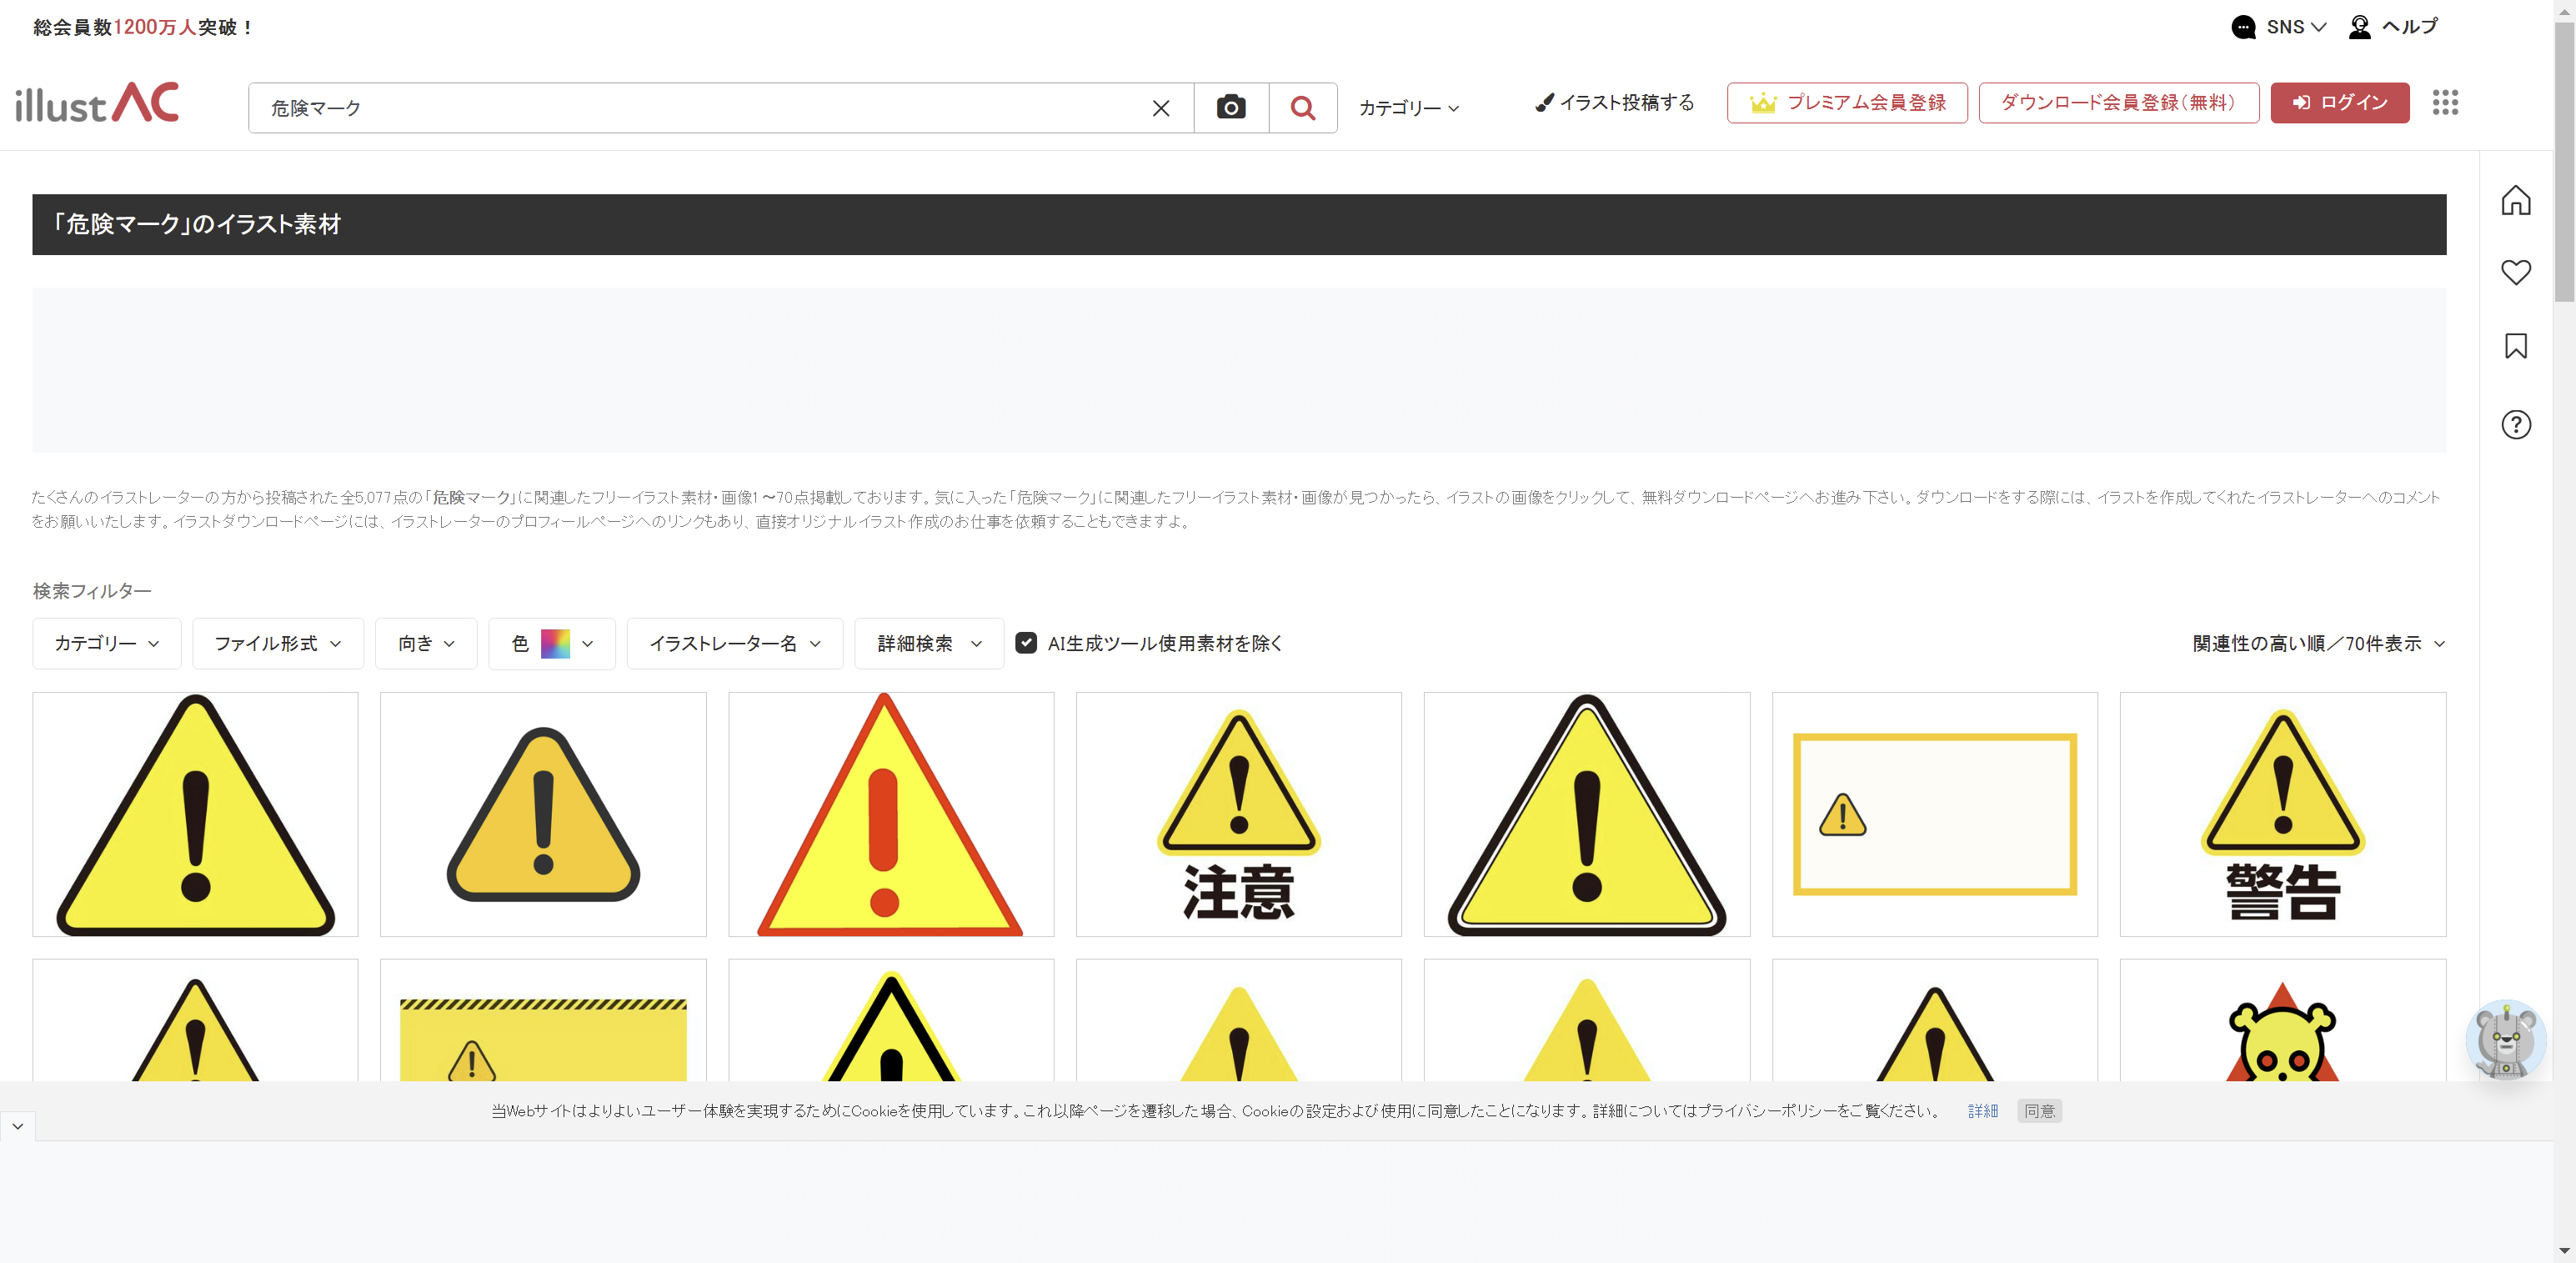 総会員数1200万人突破！
SNS
ヘルプ
illustAC
危険マーク
カテゴリー
イラスト投稿する
プレミアム会員登録
ダウンロード会員登録（無料）
ログイン
「危険マーク」のイラスト素材
たくさんのイラストレーターの方から投稿された全5,077点の「危険マーク」に関連したフリーイラスト素材・画像1〜70点掲載しております。気に入った「危険マーク」に関連したフリーイラスト素材・画像が見つかったら、イラストの画像をクリックして、無料ダウンロードページへお進み下さい。ダウンロードをする際には、イラストを作成してくれたイラストレーターへのコメント
をお願いいたします。イラストダウンロードページには、イラストレーターのプロフィールページへのリンクもあり、直接オリジナルイラスト作成のお仕事を依頼することもできますよ。
検索フィルター
カテゴリー
ファイル形式
向き
色
イラストレーター名
詳細検索
AI生成ツール使用素材を除く
関連性の高い順／70件表示
注意
警告
当Webサイトはよりよいユーザー体験を実現するためにCookieを使用しています。これ以降ページを遷移した場合、Cookieの設定および使用に同意したことになります。詳細についてはプライバシーポリシーをご覧ください。
詳細
同意